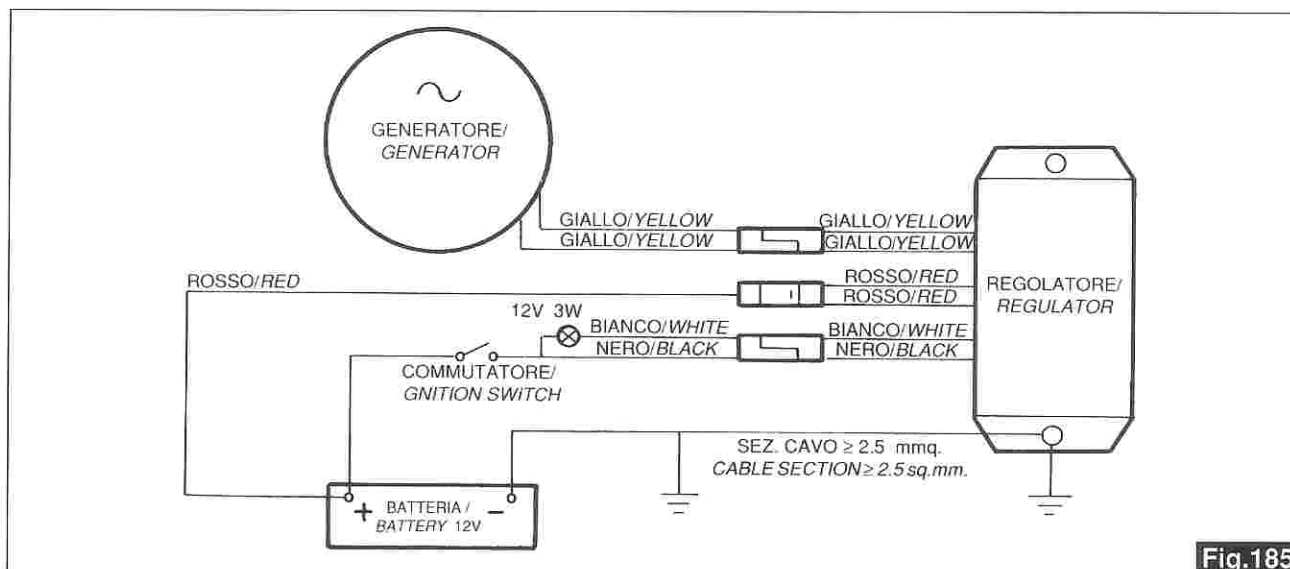 GENERATORE/
GENERATOR
GIALLO/YELLOW
GIALLO/YELLOW
GIALLO/YELLOW
GIALLO/YELLOW
ROSSO/RED
ROSSO/RED
ROSSO/RED
REGOLATORE/
REGULATOR
12V 3W
BIANCO/WHITE
BIANCO/WHITE
NERO/BLACK
NERO/BLACK
COMMUTATORE/
GNITION SWiTCH
SEZ. CAVO ≥ 2.5 mmq.
CABLE SECTION ≥ 2.5 sq.mm.
+ BATTERIA / −
BATTERY 12V
Fig.185